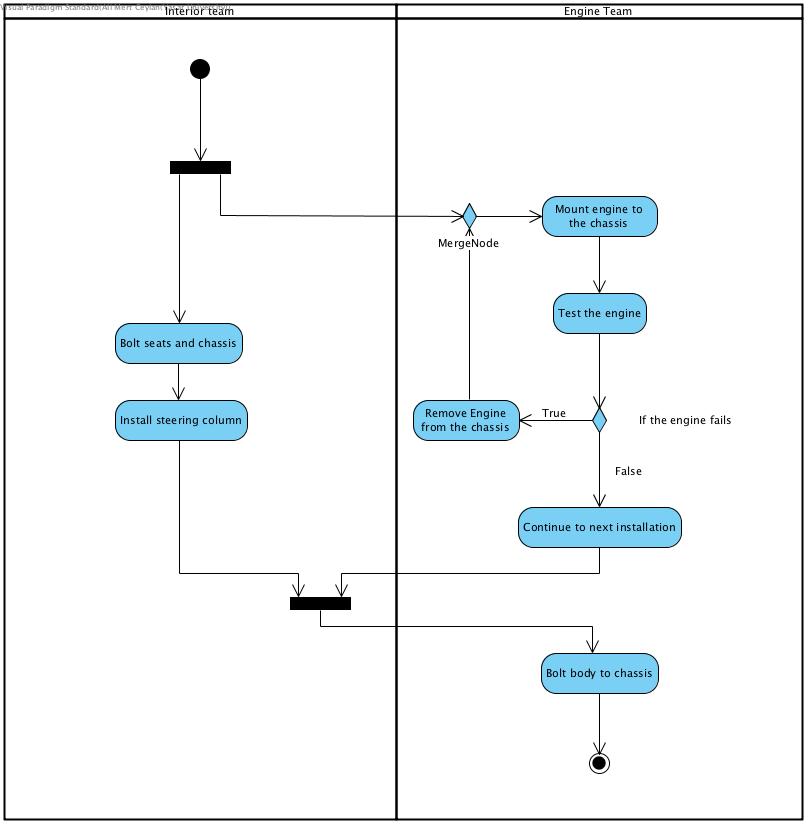 Visual Paradigm Standard(Ali Mert Ceylan(
Interior team
Engine Team
Mount engine to
the chassis
MergeNode
Test the engine
Bolt seats and chassis
Install steering column
Remove Engine
from the chassis
True
If the engine fails
False
Continue to next installation
Bolt body to chassis